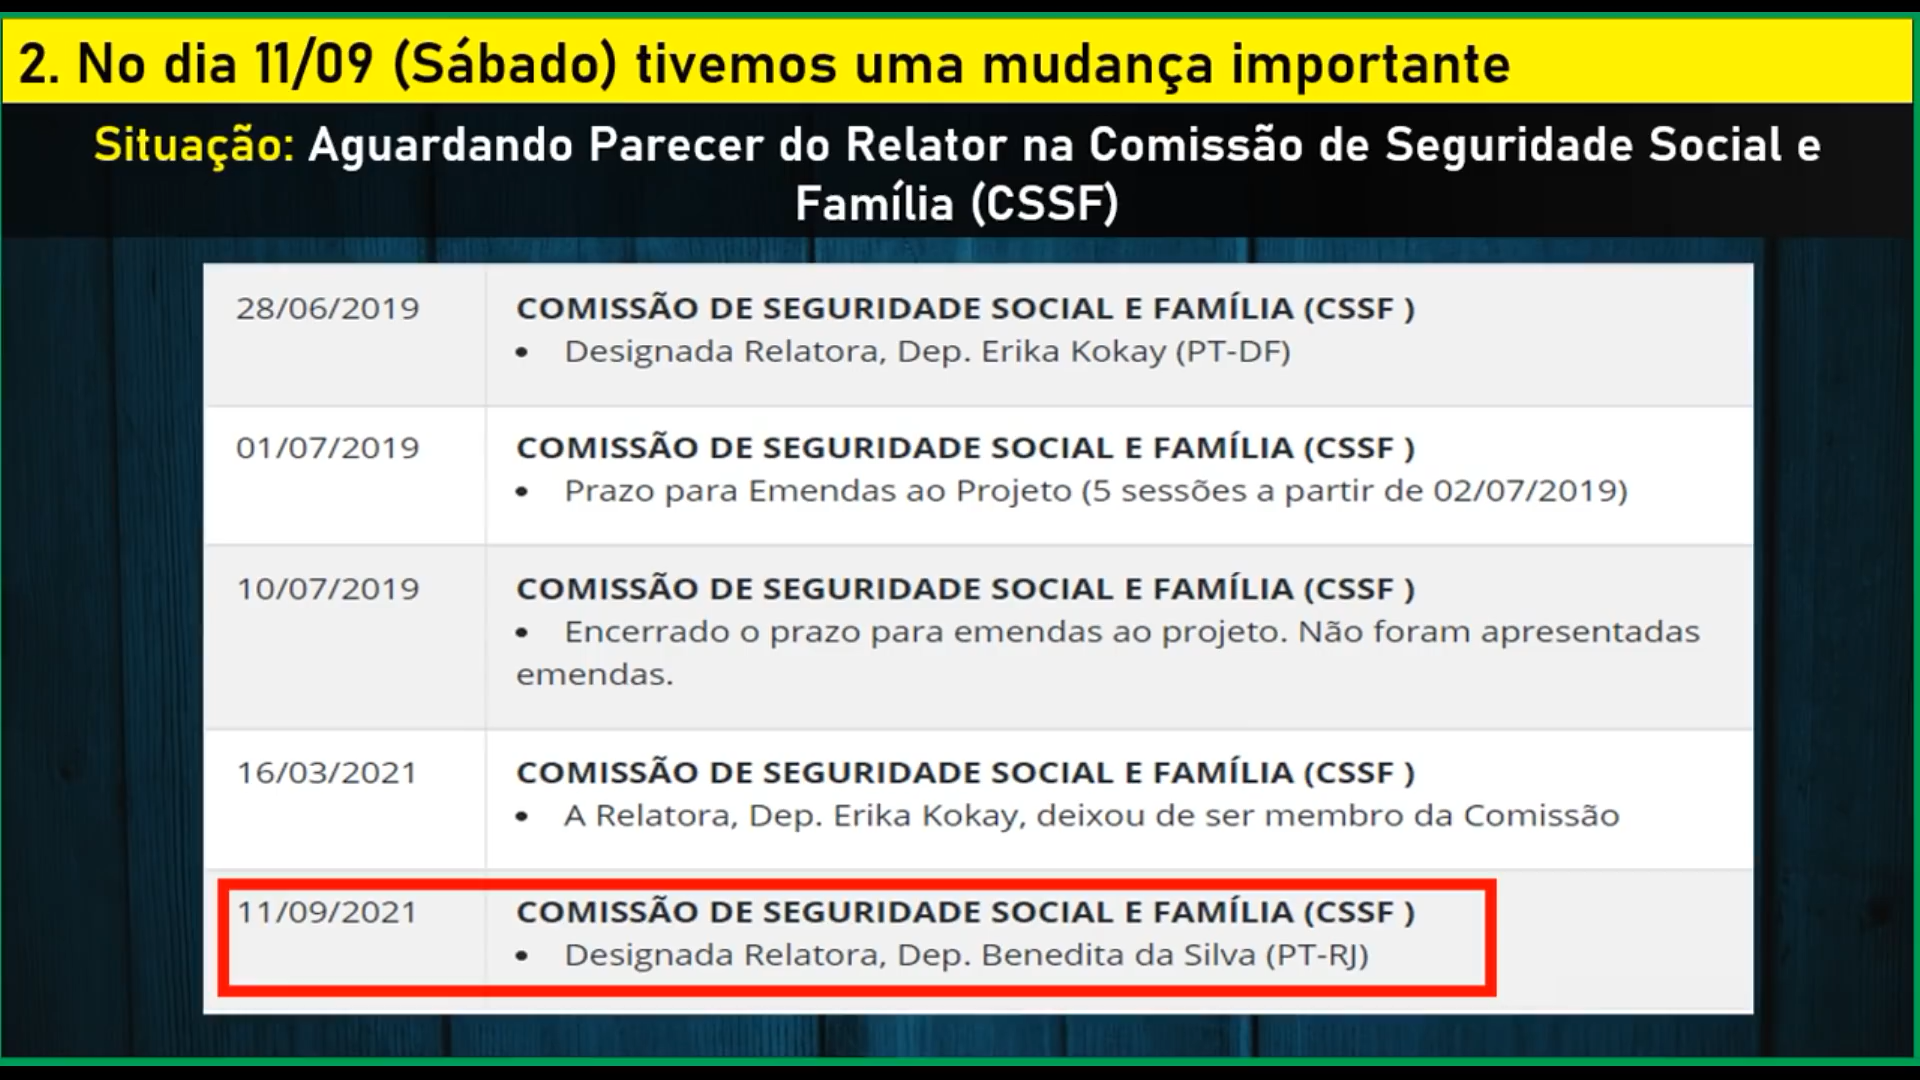 2. No dia 11/09 (Sábado) tivemos uma mudança importante
Situação: Aguardando Parecer do Relator na Comissão de Seguridade Social e
Família (CSSF)
28/06/2019
COMISSÃO DE SEGURIDADE SOCIAL E FAMÍLIA (CSSF )
• Designada Relatora, Dep. Erika Kokay (PT-DF)
01/07/2019
COMISSÃO DE SEGURIDADE SOCIAL E FAMÍLIA (CSSF )
• Prazo para Emendas ao Projeto (5 sessões a partir de 02/07/2019)
10/07/2019
COMISSÃO DE SEGURIDADE SOCIAL E FAMÍLIA (CSSF )
• Encerrado o prazo para emendas ao projeto. Não foram apresentadas
emendas.
16/03/2021
COMISSÃO DE SEGURIDADE SOCIAL E FAMÍLIA (CSSF )
• A Relatora, Dep. Erika Kokay, deixou de ser membro da Comissão
11/09/2021
COMISSÃO DE SEGURIDADE SOCIAL E FAMÍLIA (CSSF )
• Designada Relatora, Dep. Benedita da Silva (PT-RJ)